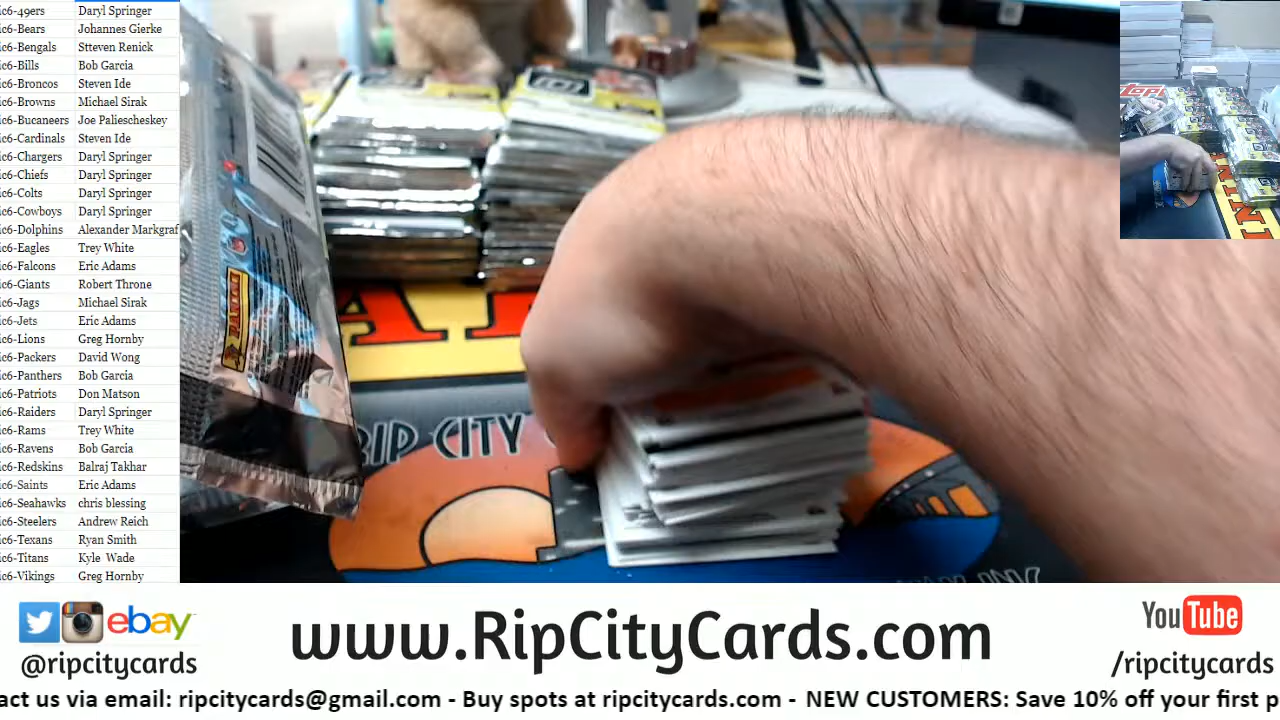 ic6-49ers Daryl Springer
ic6-Bears Johannes Gierke
ic6-Bengals Stteven Renick
ic6-Bills Bob Garcia
ic6-Broncos Steven Ide
ic6-Browns Michael Sirak
ic6-Bucaneers Joe Paliescheskey
ic6-Cardinals Steven Ide
ic6-Chargers Daryl Springer
ic6-Chiefs Daryl Springer
ic6-Colts Daryl Springer
ic6-Cowboys Daryl Springer
ic6-Dolphins Alexander Markgraf
ic6-Eagles Trey White
ic6-Falcons Eric Adams
ic6-Giants Robert Throne
ic6-Jags Michael Sirak
ic6-Jets Eric Adams
ic6-Lions Greg Hornby
ic6-Packers David Wong
ic6-Panthers Bob Garcia
ic6-Patriots Don Matson
ic6-Raiders Daryl Springer
ic6-Rams Trey White
ic6-Ravens Bob Garcia
ic6-Redskins Balraj Takhar
ic6-Saints Eric Adams
ic6-Seahawks chris blessing
ic6-Steelers Andrew Reich
ic6-Texans Ryan Smith
ic6-Titans Kyle Wade
ic6-Vikings Greg Hornby
PANINI
RIP CITY
ebay
@ripcitycards
www.RipCityCards.com
YouTube
/ripcitycards
act us via email: ripcitycards@gmail.com - Buy spots at ripcitycards.com - NEW CUSTOMERS: Save 10% off your first p